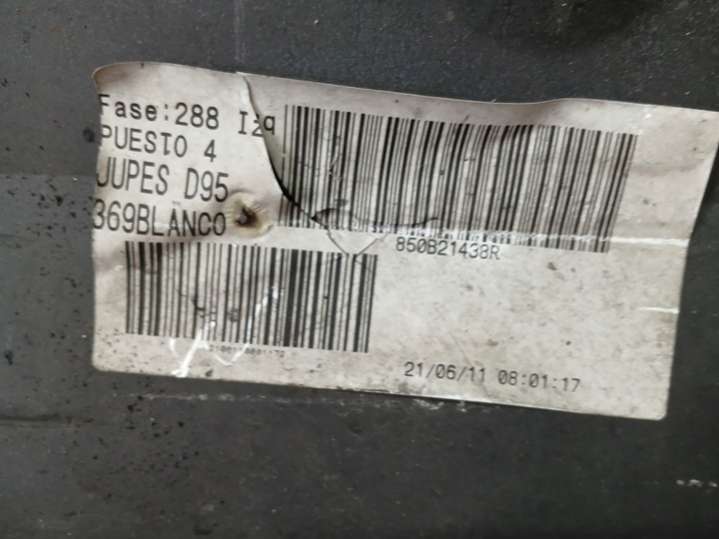 Fase:288 Izq
PUESTO 4
JUPES D95
369BLANCO
850B21438R
21/06/11 08:01:17